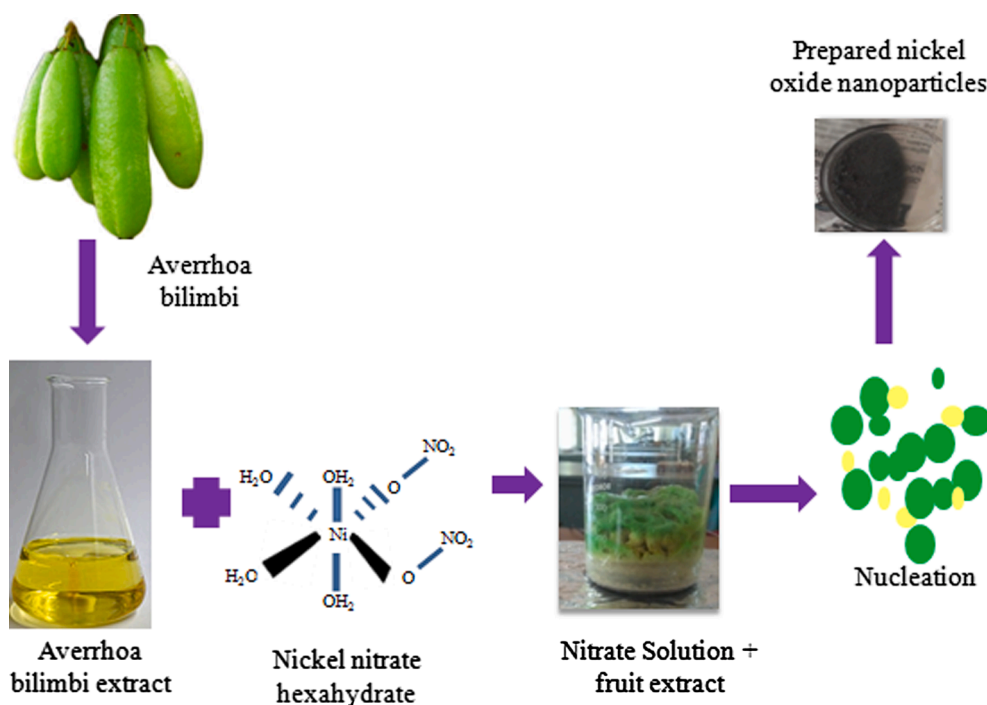 Prepared nickel
oxide nanoparticles
Averrhoa
bilimbi
H₂O
OH₂
O
NO₂
Ni
H₂O
OH₂
O
NO₂
Nucleation
Averrhoa
bilimbi extract
Nickel nitrate
hexahydrate
Nitrate Solution +
fruit extract